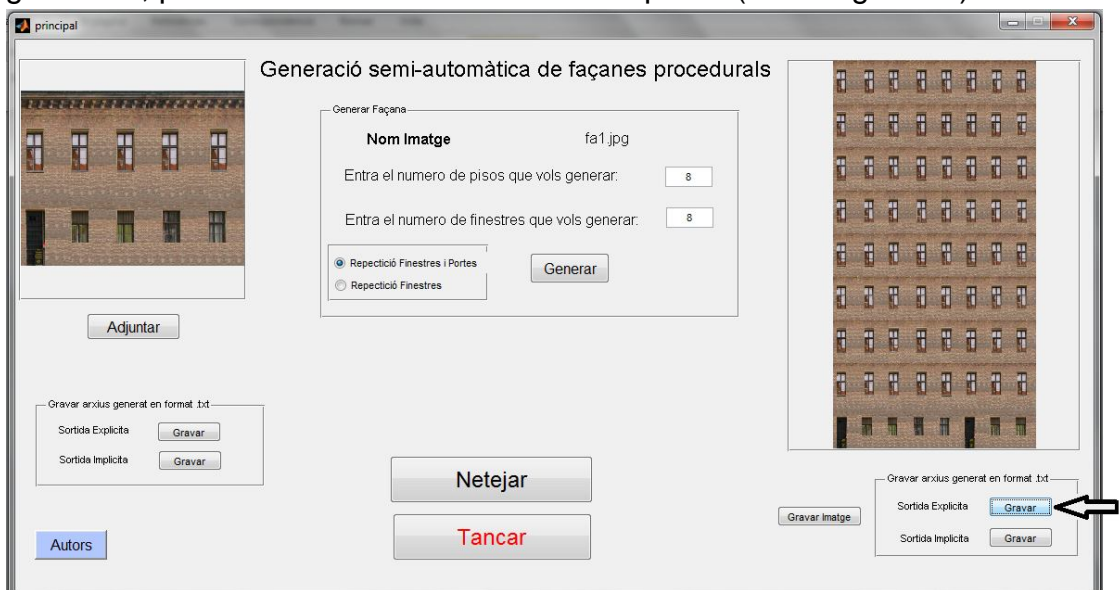 principal
Generació semi-automàtica de façanes procedurals
Generar Façana
Nom Imatge fa1.jpg
Entra el numero de pisos que vols generar: 8
Entra el numero de finestres que vols generar: 8
Repectició Finestres i Portes
Repectició Finestres
Generar
Adjuntar
Gravar arxius generat en format .txt
Sortida Explicita Gravar
Sortida Implicita Gravar
Netejar
Tancar
Autors
Gravar Imatge
Gravar arxius generat en format .txt
Sortida Explicita Gravar
Sortida Implicita Gravar